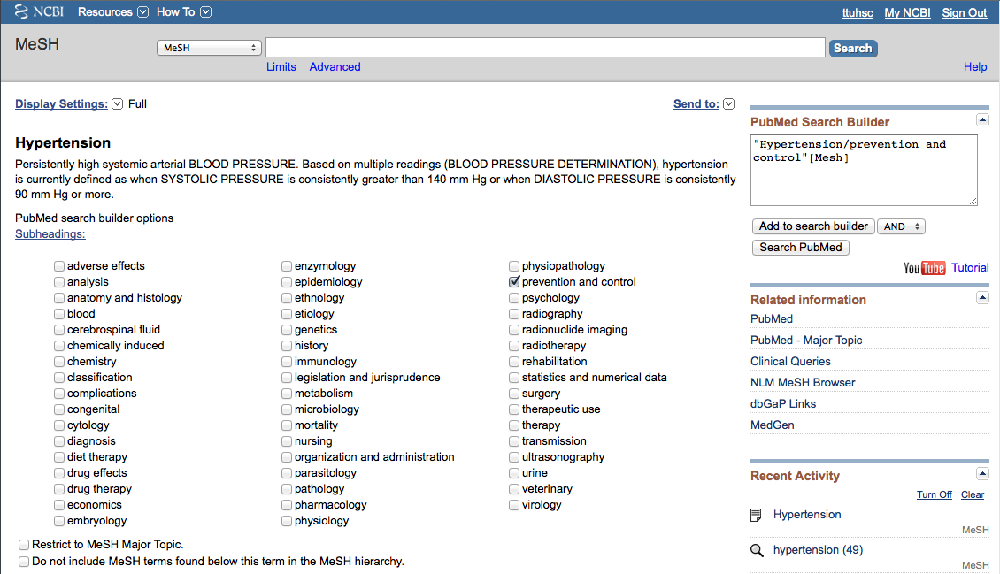 NCBI Resources How To ttuhsc My NCBI Sign Out
MeSH MeSH Search
Limits Advanced Help
Display Settings: Full Send to:
Hypertension
Persistently high systemic arterial BLOOD PRESSURE. Based on multiple readings (BLOOD PRESSURE DETERMINATION), hypertension
is currently defined as when SYSTOLIC PRESSURE is consistently greater than 140 mm Hg or when DIASTOLIC PRESSURE is consistently
90 mm Hg or more.
PubMed search builder options
Subheadings:
adverse effects
analysis
anatomy and histology
blood
cerebrospinal fluid
chemically induced
chemistry
classification
complications
congenital
cytology
diagnosis
diet therapy
drug effects
drug therapy
economics
embryology
enzymology
epidemiology
ethnology
etiology
genetics
history
immunology
legislation and jurisprudence
metabolism
microbiology
mortality
nursing
organization and administration
parasitology
pathology
pharmacology
physiology
physiopathology
prevention and control
psychology
radiography
radionuclide imaging
radiotherapy
rehabilitation
statistics and numerical data
surgery
therapeutic use
therapy
transmission
ultrasonography
urine
veterinary
virology
Restrict to MeSH Major Topic.
Do not include MeSH terms found below this term in the MeSH hierarchy.
PubMed Search Builder
"Hypertension/prevention and
control"[Mesh]
Add to search builder AND
Search PubMed
YouTube Tutorial
Related information
PubMed
PubMed - Major Topic
Clinical Queries
NLM MeSH Browser
dbGaP Links
MedGen
Recent Activity
Turn Off Clear
Hypertension
MeSH
hypertension (49)
MeSH